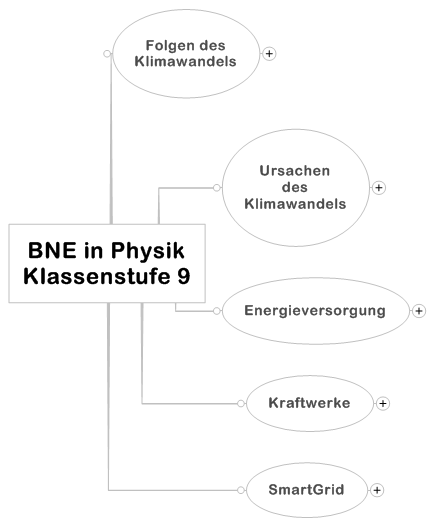 Folgen des
Klimawandels
Ursachen
des
Klimawandels
BNE in Physik
Klassenstufe 9
Energieversorgung
Kraftwerke
SmartGrid